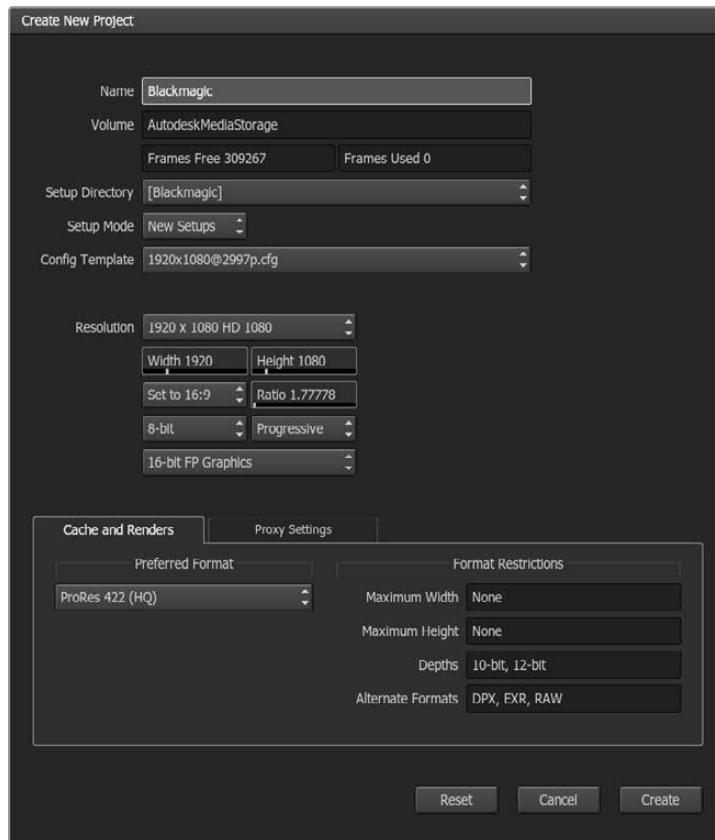 Create New Project
Name Blackmagic
Volume AutodeskMediaStorage
Frames Free 309267 Frames Used 0
Setup Directory [Blackmagic]
Setup Mode New Setups
Config Template 1920x1080@2997p.cfg
Resolution 1920 x 1080 HD 1080
Width 1920 Height 1080
Set to 16:9 Ratio 1.77778
8-bit Progressive
16-bit FP Graphics
Cache and Renders Proxy Settings
Preferred Format Format Restrictions
ProRes 422 (HQ) Maximum Width None
Maximum Height None
Depths 10-bit, 12-bit
Alternate Formats DPX, EXR, RAW
Reset Cancel Create